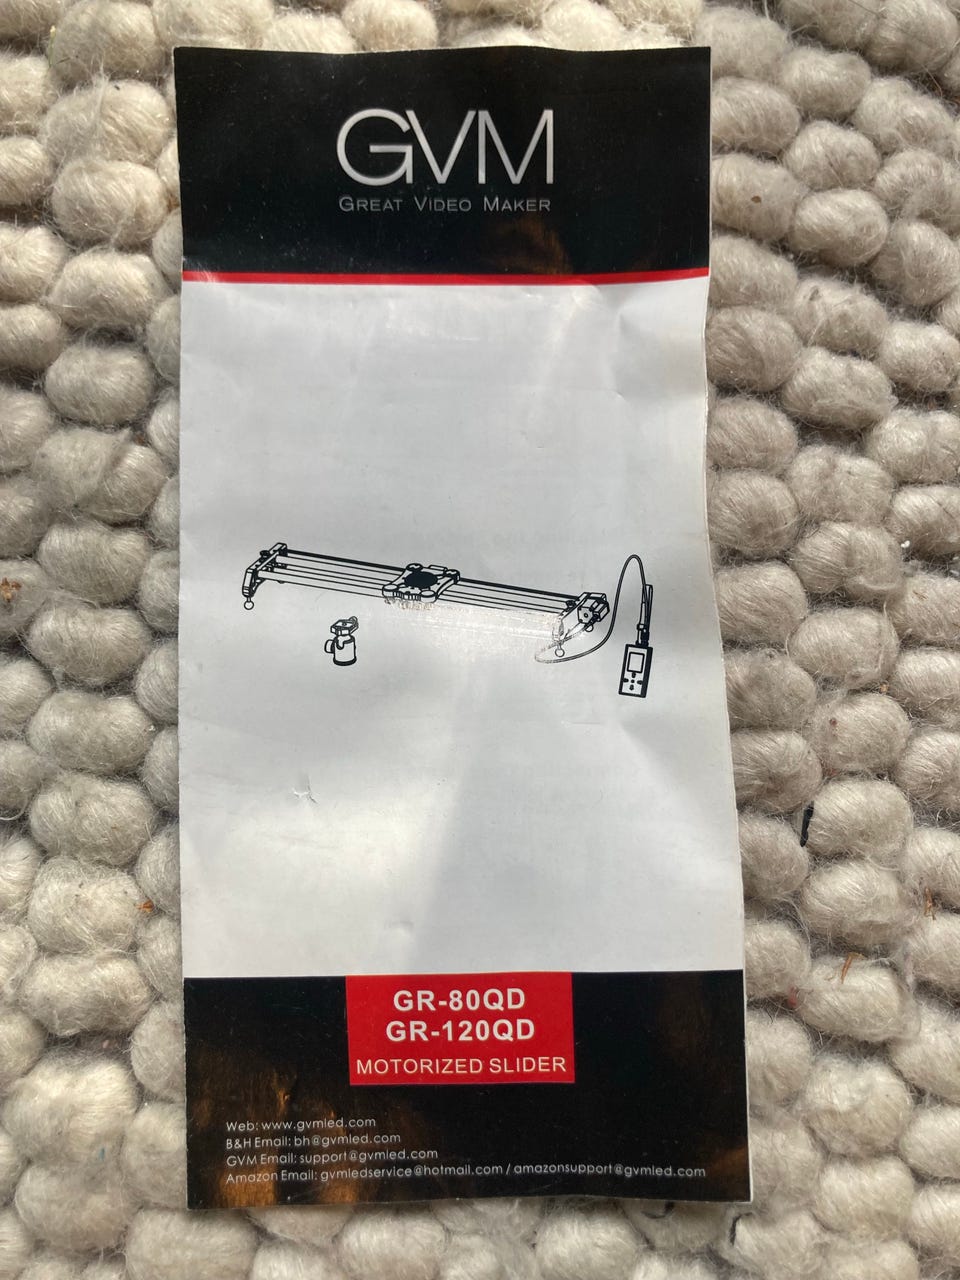 GVM
GREAT VIDEO MAKER
GR-80QD
GR-120QD
MOTORIZED SLIDER
Web: www.gvmled.com
B&H Email: bh@gvmled.com
GVM Email: support@gvmled.com
Amazon Email: gvmledservice@hotmail.com / amazonsupport@gvmled.com